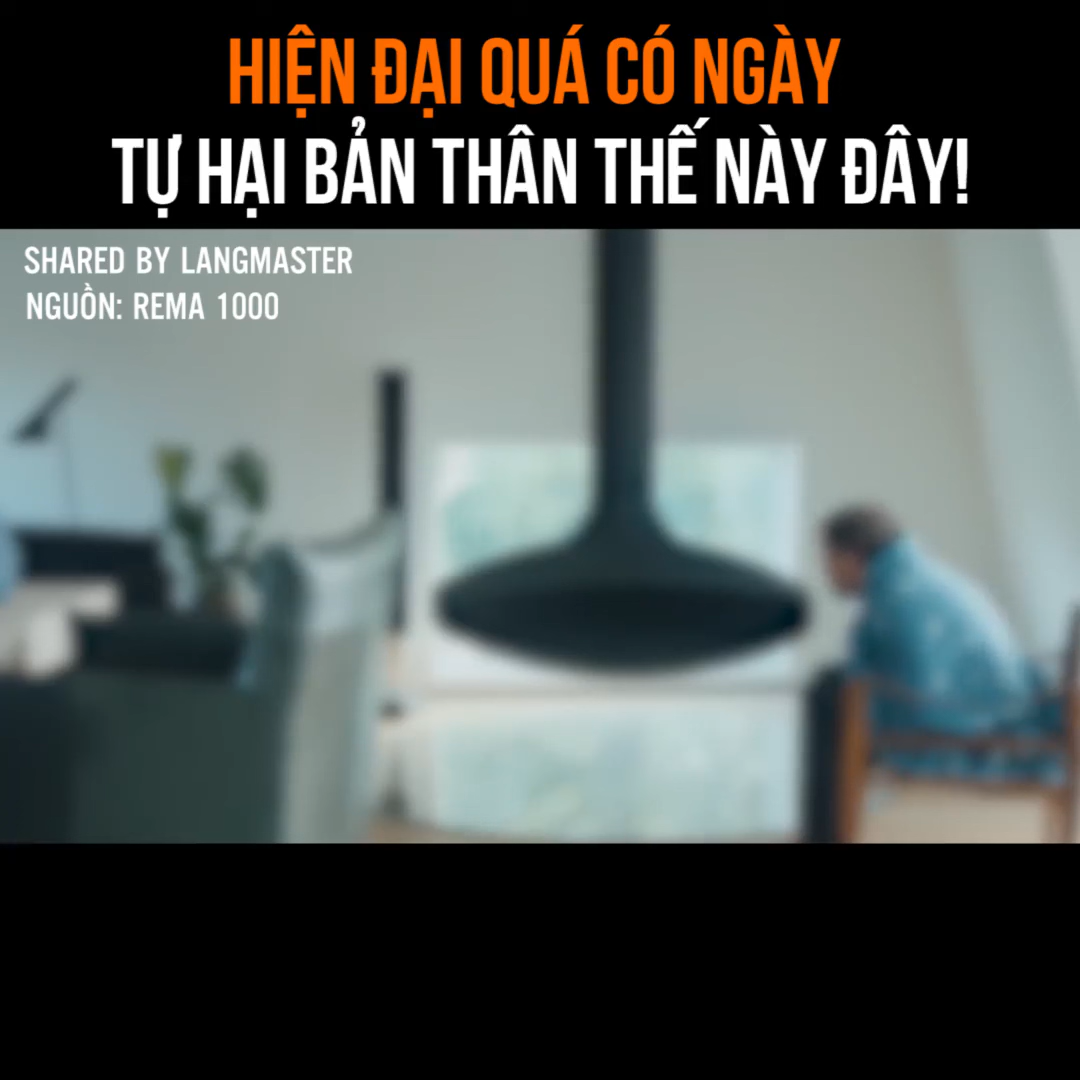 HIỆN ĐẠI QUÁ CÓ NGÀY
TỰ HẠI BẢN THÂN THẾ NÀY ĐÂY!
SHARED BY LANGMASTER
NGUỒN: REMA 1000